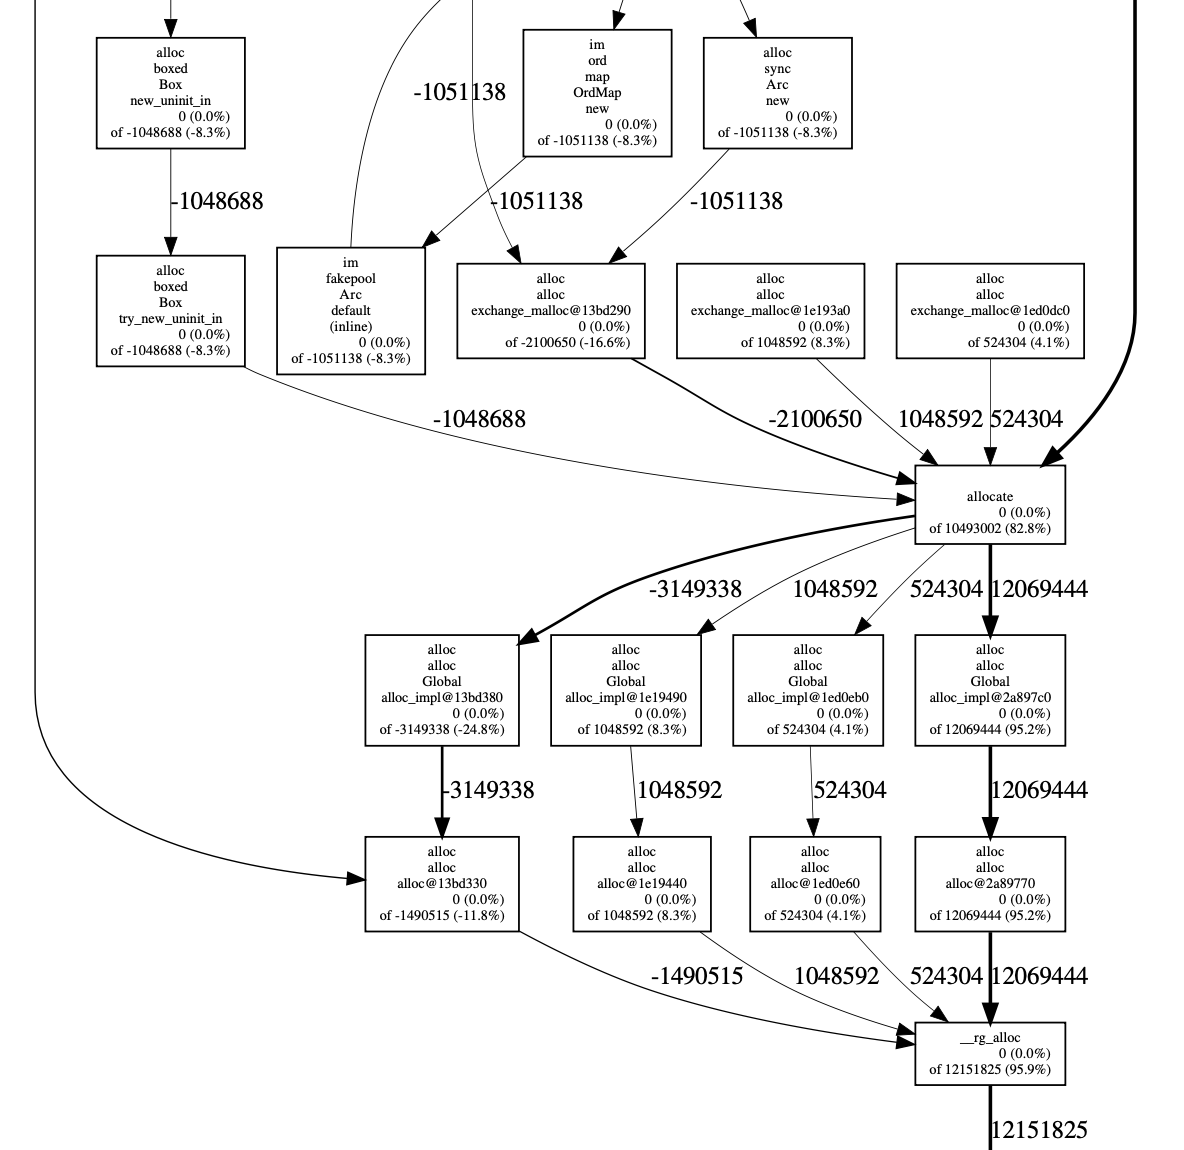 alloc
boxed
Box
new_uninit_in
0 (0.0%)
of -1048688 (-8.3%)
-1051138
im
ord
map
OrdMap
new
0 (0.0%)
of -1051138 (-8.3%)
alloc
sync
Arc
new
0 (0.0%)
of -1051138 (-8.3%)
-1048688
-1051138
-1051138
alloc
boxed
Box
try_new_uninit_in
0 (0.0%)
of -1048688 (-8.3%)
im
fakepool
Arc
default
(inline)
0 (0.0%)
of -1051138 (-8.3%)
alloc
alloc
exchange_malloc@13bd290
0 (0.0%)
of -2100650 (-16.6%)
alloc
alloc
exchange_malloc@1e193a0
0 (0.0%)
of 1048592 (8.3%)
alloc
alloc
exchange_malloc@1ed0dc0
0 (0.0%)
of 524304 (4.1%)
-1048688
-2100650
1048592
524304
allocate
0 (0.0%)
of 10493002 (82.8%)
-3149338
1048592
524304
12069444
alloc
alloc
Global
alloc_impl@13bd380
0 (0.0%)
of -3149338 (-24.8%)
alloc
alloc
Global
alloc_impl@1e19490
0 (0.0%)
of 1048592 (8.3%)
alloc
alloc
Global
alloc_impl@1ed0eb0
0 (0.0%)
of 524304 (4.1%)
alloc
alloc
Global
alloc_impl@2a897c0
0 (0.0%)
of 12069444 (95.2%)
-3149338
1048592
524304
12069444
alloc
alloc
alloc@13bd330
0 (0.0%)
of -1490515 (-11.8%)
alloc
alloc
alloc@1e19440
0 (0.0%)
of 1048592 (8.3%)
alloc
alloc
alloc@1ed0e60
0 (0.0%)
of 524304 (4.1%)
alloc
alloc
alloc@2a89770
0 (0.0%)
of 12069444 (95.2%)
-1490515
1048592
524304
12069444
__rg_alloc
0 (0.0%)
of 12151825 (95.9%)
12151825